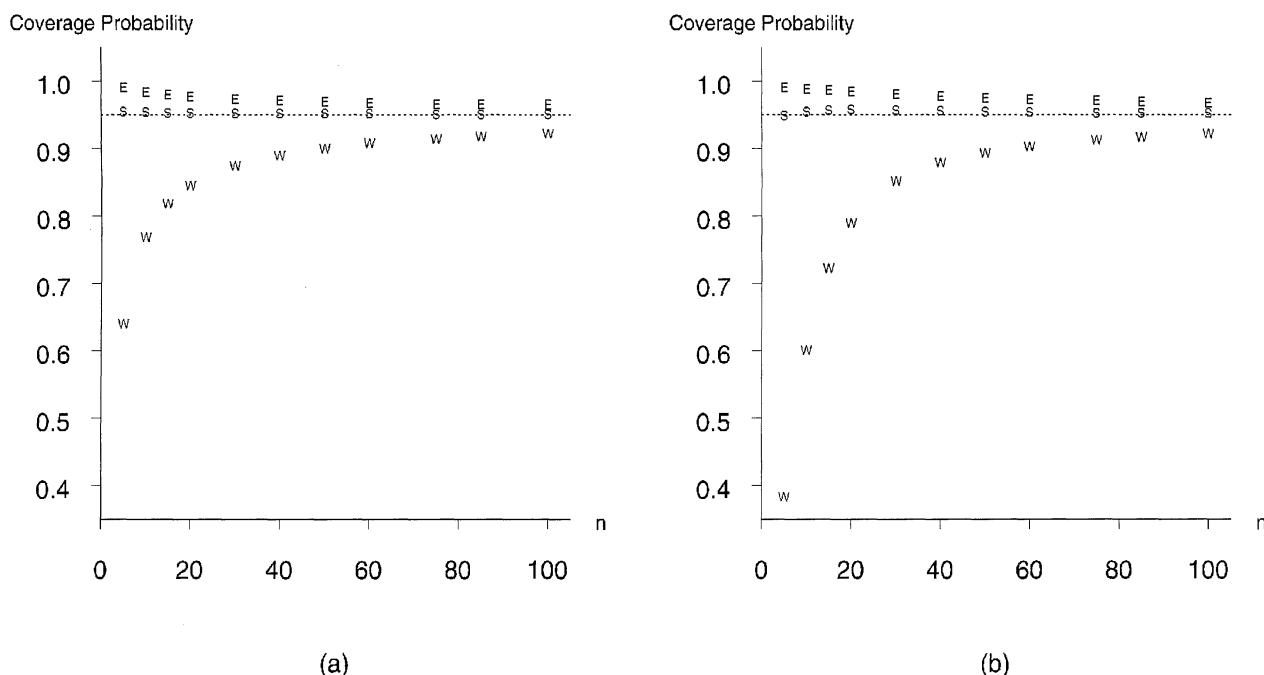 Coverage Probability
1.0
0.9
0.8
0.7
0.6
0.5
0.4
E E E E E E E E E E E
S S S S S S S S S S S
W W W W W W W W W W W
n
0 20 40 60 80 100
(a)
Coverage Probability
1.0
0.9
0.8
0.7
0.6
0.5
0.4
E E E E E E E E E E E
S S S S S S S S S S S
W W W W W W W W W W W
n
0 20 40 60 80 100
(b)